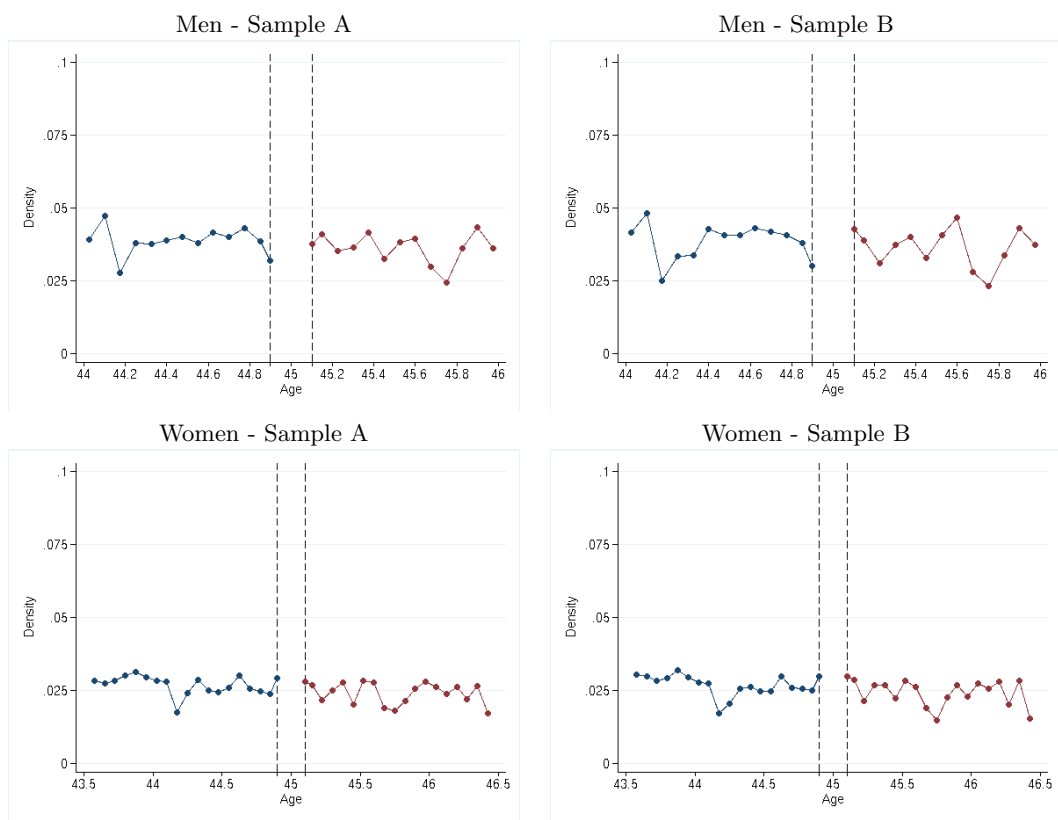 Men - Sample A
.1
.075
.05
.025
0
Density
44 44.2 44.4 44.6 44.8 45 45.2 45.4 45.6 45.8 46
Age
Men - Sample B
.1
.075
.05
.025
0
Density
44 44.2 44.4 44.6 44.8 45 45.2 45.4 45.6 45.8 46
Age
Women - Sample A
.1
.075
.05
.025
0
Density
43.5 44 44.5 45 45.5 46 46.5
Age
Women - Sample B
.1
.075
.05
.025
0
Density
43.5 44 44.5 45 45.5 46 46.5
Age